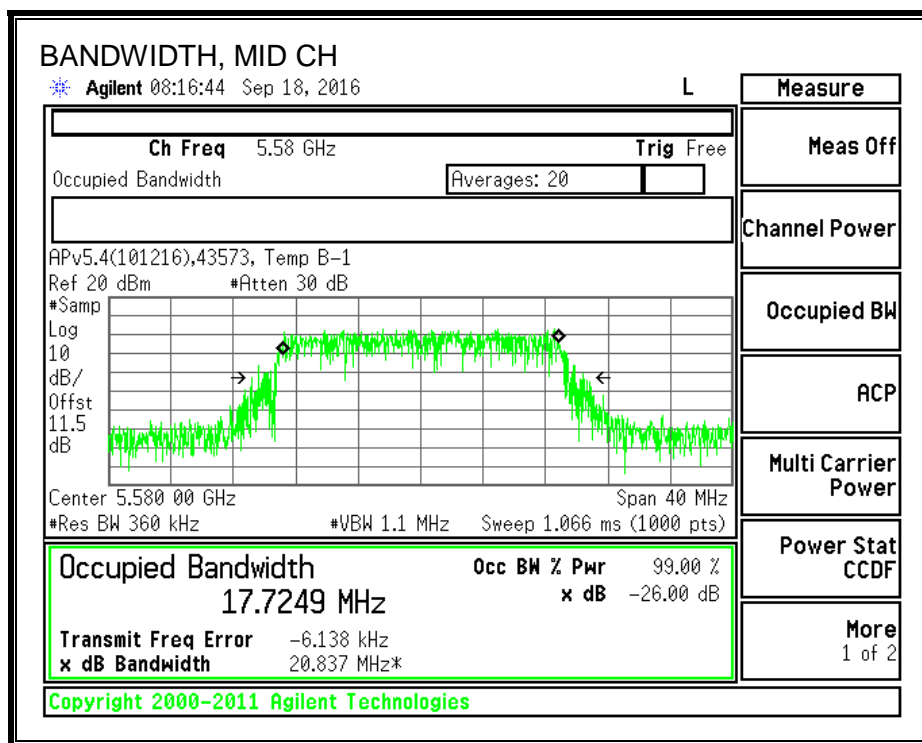 BANDWIDTH, MID CH
Agilent 08:16:44 Sep 18, 2016 L
Ch Freq 5.58 GHz Trig Free
Occupied Bandwidth Averages: 20
APv5.4(101216),43573, Temp B-1
Ref 20 dBm #Atten 30 dB
#Samp
Log
10
dB/
Offst
11.5
dB
Center 5.580 00 GHz Span 40 MHz
#Res BW 360 kHz #VBW 1.1 MHz Sweep 1.066 ms (1000 pts)
Occupied Bandwidth Occ BW % Pwr 99.00 %
17.7249 MHz x dB -26.00 dB
Transmit Freq Error -6.138 kHz
x dB Bandwidth 20.837 MHz*
Copyright 2000-2011 Agilent Technologies
Measure
Meas Off
Channel Power
Occupied BW
ACP
Multi Carrier
Power
Power Stat
CCDF
More
1 of 2